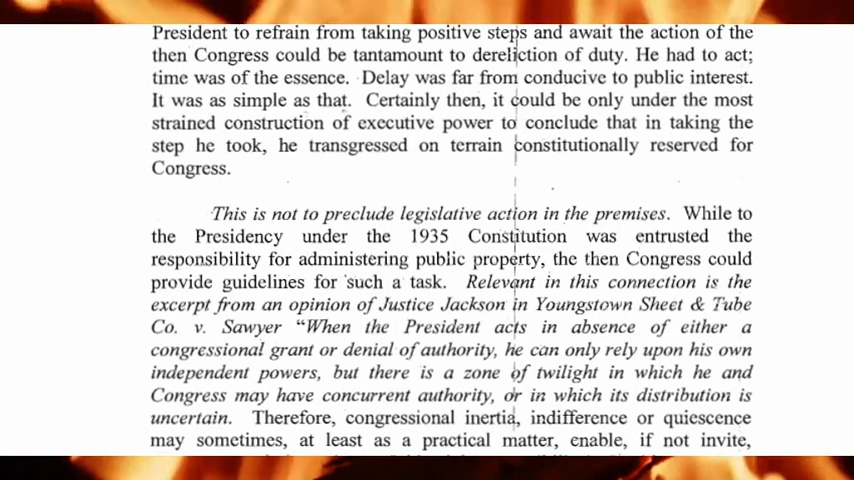 President to refrain from taking positive steps and await the action of the
then Congress could be tantamount to dereliction of duty. He had to act;
time was of the essence. Delay was far from conducive to public interest.
It was as simple as that. Certainly then, it could be only under the most
strained construction of executive power to conclude that in taking the
step he took, he transgressed on terrain constitutionally reserved for
Congress.
This is not to preclude legislative action in the premises. While to
the Presidency under the 1935 Constitution was entrusted the
responsibility for administering public property, the then Congress could
provide guidelines for such a task. Relevant in this connection is the
excerpt from an opinion of Justice Jackson in Youngstown Sheet & Tube
Co. v. Sawyer “When the President acts in absence of either a
congressional grant or denial of authority, he can only rely upon his own
independent powers, but there is a zone of twilight in which he and
Congress may have concurrent authority, or in which its distribution is
uncertain. Therefore, congressional inertia, indifference or quiescence
may sometimes, at least as a practical matter, enable, if not invite,